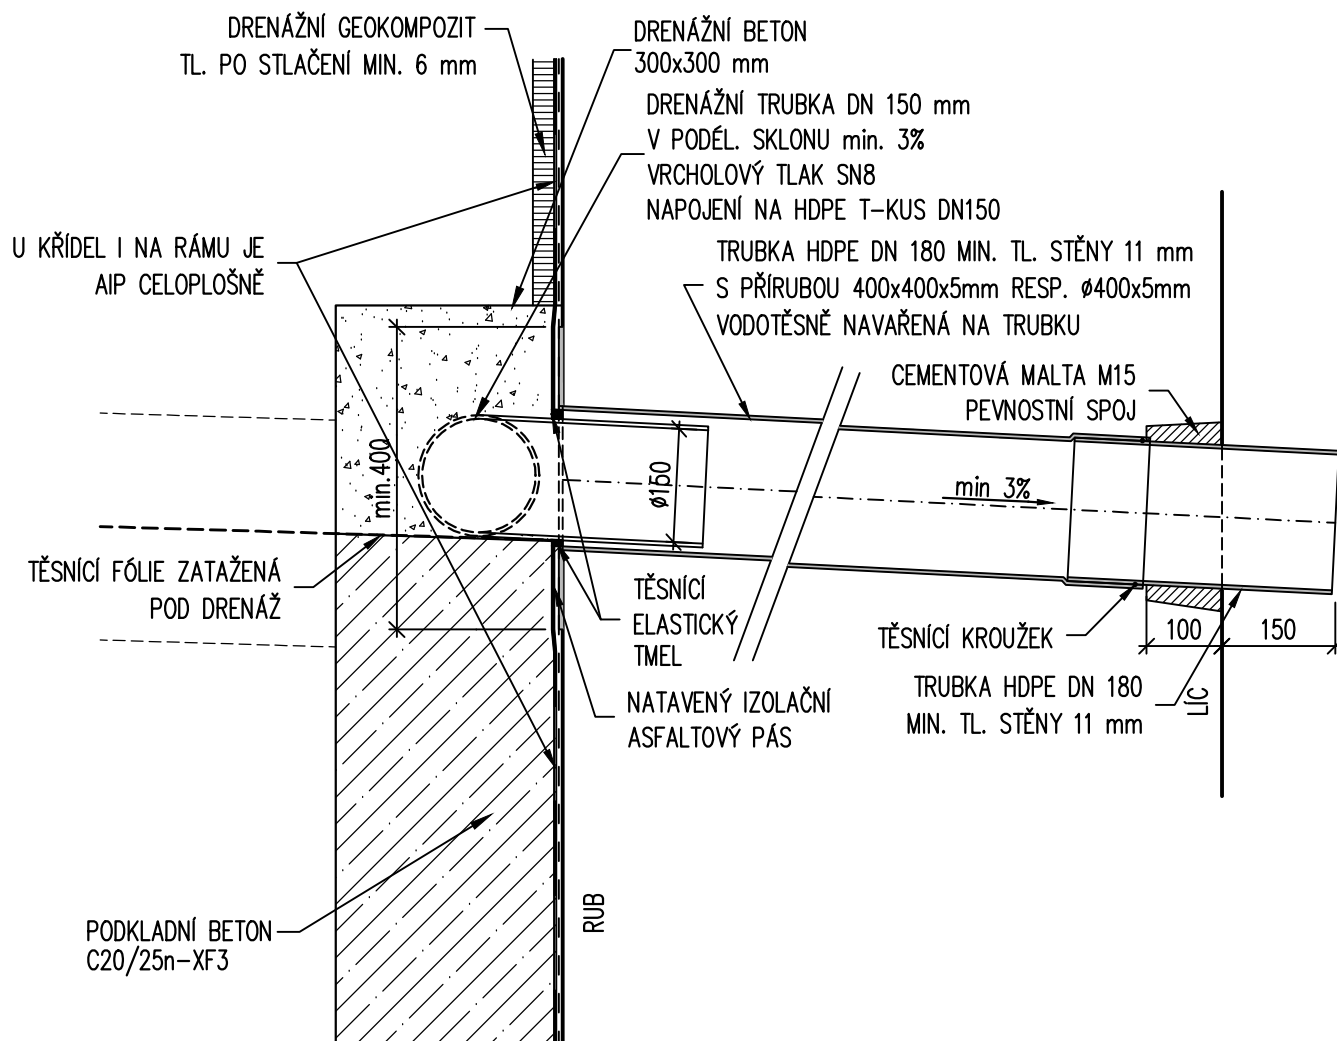 DRENÁŽNÍ GEOKOMPOZIT
TL. PO STLAČENÍ MIN. 6 mm
DRENÁŽNÍ BETON
300x300 mm
DRENÁŽNÍ TRUBKA DN 150 mm
V PODÉL. SKLONU min. 3%
VRCHOLOVÝ TLAK SN8
NAPOJENÍ NA HDPE T-KUS DN150
U KŘÍDEL I NA RÁMU JE
AIP CELOPLOŠNĚ
TRUBKA HDPE DN 180 MIN. TL. STĚNY 11 mm
S PŘÍRUBOU 400x400x5mm RESP. ø400x5mm
VODOTĚSNĚ NAVAŘENÁ NA TRUBKU
CEMENTOVÁ MALTA M15
PEVNOSTNÍ SPOJ
min.400
ø150
min 3%
TĚSNÍCÍ FÓLIE ZATAŽENÁ
POD DRENÁŽ
TĚSNÍCÍ
ELASTICKÝ
TMEL
TĚSNÍCÍ KROUŽEK
100
150
NATAVENÝ IZOLAČNÍ
ASFALTOVÝ PÁS
TRUBKA HDPE DN 180
MIN. TL. STĚNY 11 mm
LÍC
RUB
PODKLADNÍ BETON
C20/25n-XF3